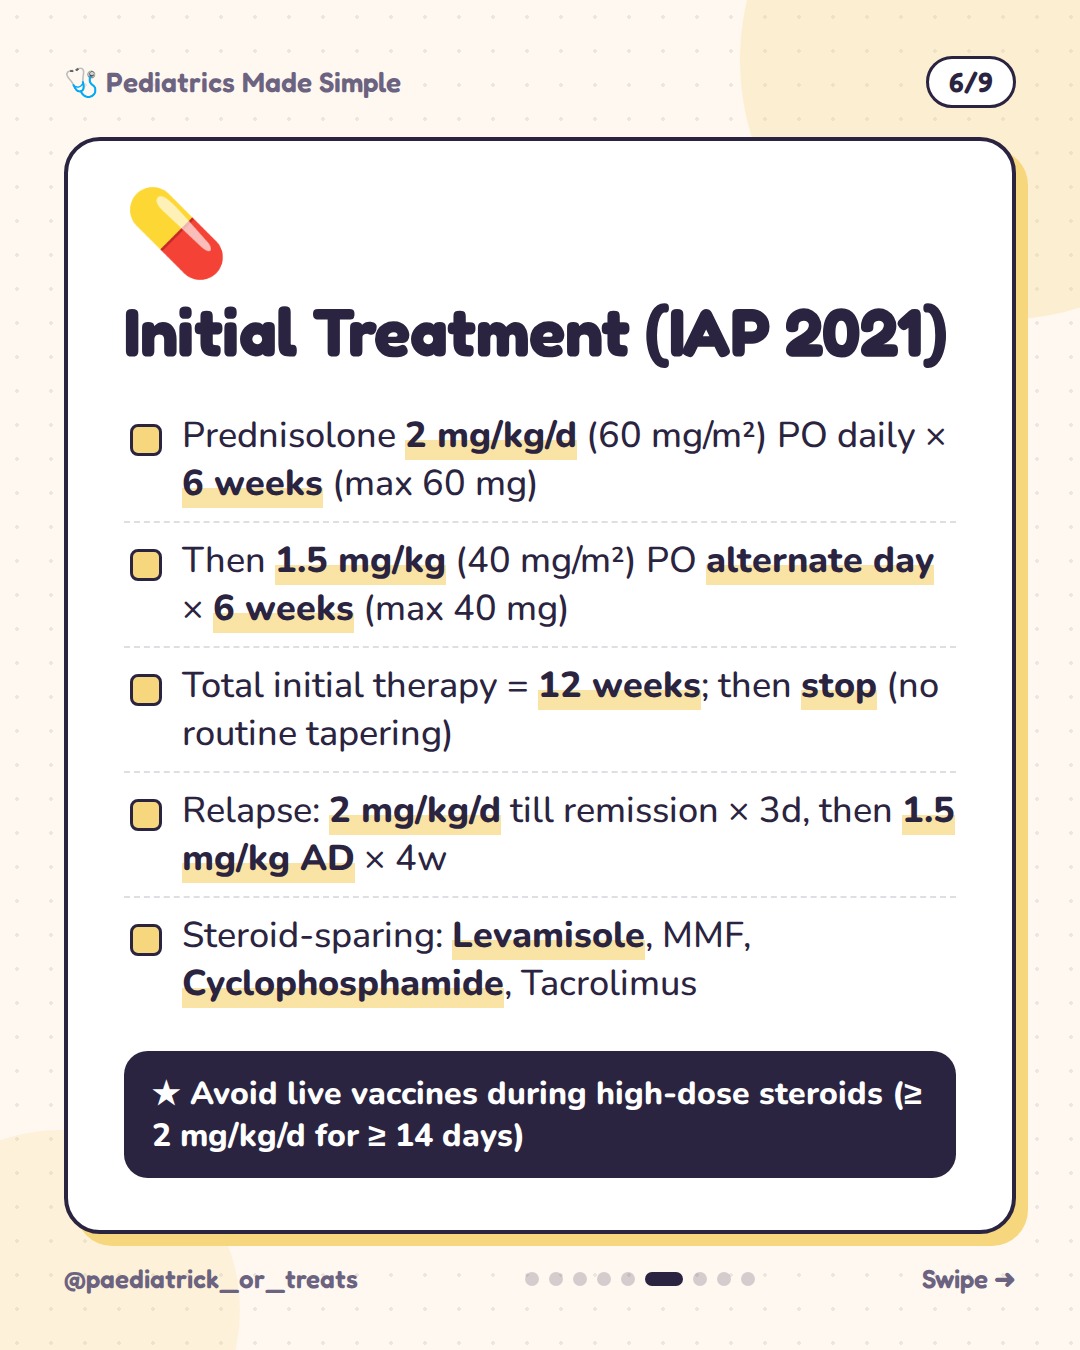 🩺 Pediatrics Made Simple
6/9
Initial Treatment (IAP 2021)
Prednisolone 2 mg/kg/d (60 mg/m²) PO daily ×
6 weeks (max 60 mg)
Then 1.5 mg/kg (40 mg/m²) PO alternate day
× 6 weeks (max 40 mg)
Total initial therapy = 12 weeks; then stop (no
routine tapering)
Relapse: 2 mg/kg/d till remission × 3d, then 1.5
mg/kg AD × 4w
Steroid-sparing: Levamisole, MMF,
Cyclophosphamide, Tacrolimus
★ Avoid live vaccines during high-dose steroids (≥
2 mg/kg/d for ≥ 14 days)
@paediatrick_or_treats
Swipe ➜